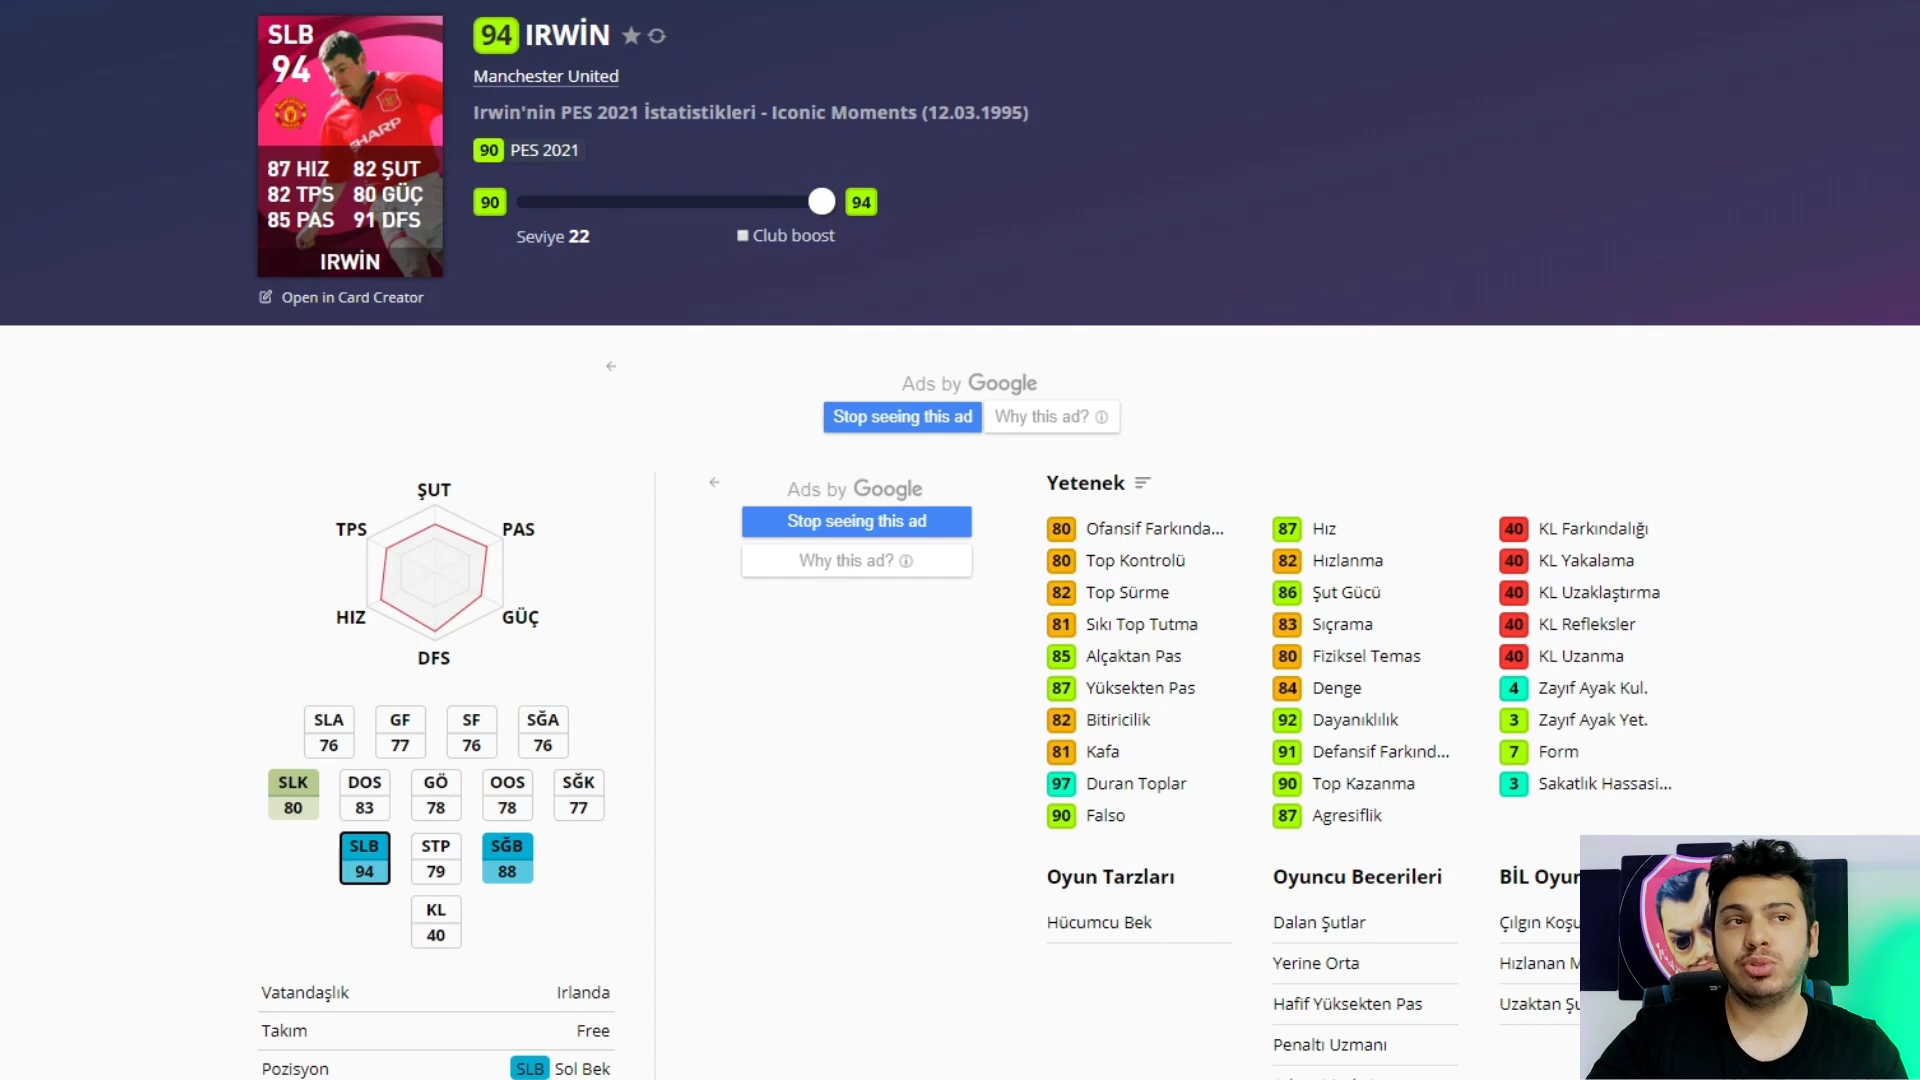 SLB
94
SHARP
87 HIZ 82 ŞUT
82 TPS 80 GÜÇ
85 PAS 91 DFS
IRWİN
Open in Card Creator
94 IRWİN
Manchester United
Irwin'nin PES 2021 İstatistikleri - Iconic Moments (12.03.1995)
90 PES 2021
90 94
Seviye 22 Club boost
Ads by Google
Stop seeing this ad Why this ad?
ŞUT
TPS PAS
HIZ GÜÇ
DFS
SLA GF SF SĞA
76 77 76 76
SLK DOS GÖ OOS SĞK
80 83 78 78 77
SLB STP SĞB
94 79 88
KL
40
Vatandaşlık Irlanda
Takım Free
Pozisyon SLB Sol Bek
Ads by Google
Stop seeing this ad
Why this ad?
Yetenek
80 Ofansif Farkında...
80 Top Kontrolü
82 Top Sürme
81 Sıkı Top Tutma
85 Alçaktan Pas
87 Yüksekten Pas
82 Bitiricilik
81 Kafa
97 Duran Toplar
90 Falso
87 Hız
82 Hızlanma
86 Şut Gücü
83 Sıçrama
80 Fiziksel Temas
84 Denge
92 Dayanıklılık
91 Defansif Farkınd...
90 Top Kazanma
87 Agresiflik
40 KL Farkındalığı
40 KL Yakalama
40 KL Uzaklaştırma
40 KL Refleksler
40 KL Uzanma
4 Zayıf Ayak Kul.
3 Zayıf Ayak Yet.
7 Form
3 Sakatlık Hassasi...
Oyun Tarzları
Hücumcu Bek
Oyuncu Becerileri
Dalan Şutlar
Yerine Orta
Hafif Yüksekten Pas
Penaltı Uzmanı
BİL Oyun
Çılgın Koşu
Hızlanan M
Uzaktan Şu